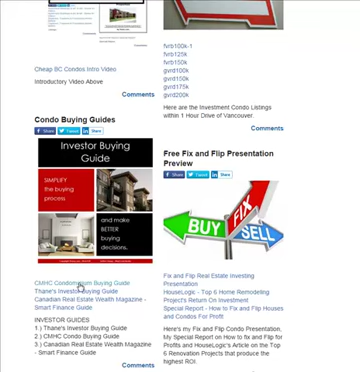 Cheap BC Condos Intro Video
Introductory Video Above
Comments
Condo Buying Guides
Share Tweet Share
Investor Buying
Guide
SIMPLIFY
the buying
process
and make
BETTER
buying
decisions.
CMHC Condominium Buying Guide
Thane's Investor Buying Guide
Canadian Real Estate Wealth Magazine -
Smart Finance Guide
INVESTOR GUIDES
1.) Thane's Investor Buying Guide
2.) CMHC Condo Buying Guide
3.) Canadian Real Estate Wealth Magazine
- Smart Finance Guide
Comments
fvrb100k-1
fvrb125k
fvrb150k
gvrd100k
gvrd150k
gvrd175k
gvrd200k
Here are the Investment Condo Listings
within 1 Hour Drive of Vancouver.
Comments
Free Fix and Flip Presentation
Preview
Share Tweet Share
BUY
FIX
SELL
Fix and Flip Real Estate Investing
Presentation
HouseLogic - Top 6 Home Remodeling
Project's Return On Investment
Special Report - How to Fix and Flip Houses
and Condos For Profit
Here's my Fix and Flip Condo Presentation,
My Special Report on How to fix and Flip for
Profits and HouseLogic's Article on the Top
6 Renovation Projects that produce the
highest ROI.